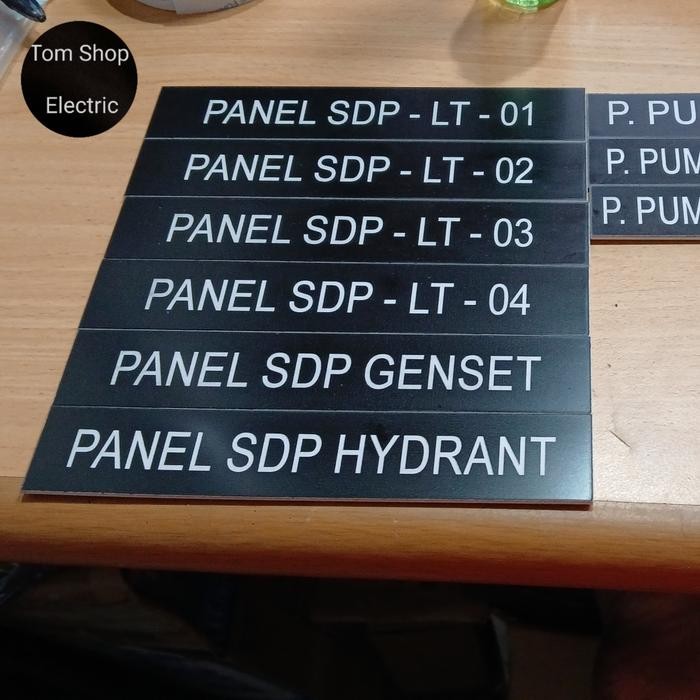 Tom Shop
Electric
PANEL SDP - LT - 01
PANEL SDP - LT - 02
PANEL SDP - LT - 03
PANEL SDP - LT - 04
PANEL SDP GENSET
PANEL SDP HYDRANT
P.
P.
P.